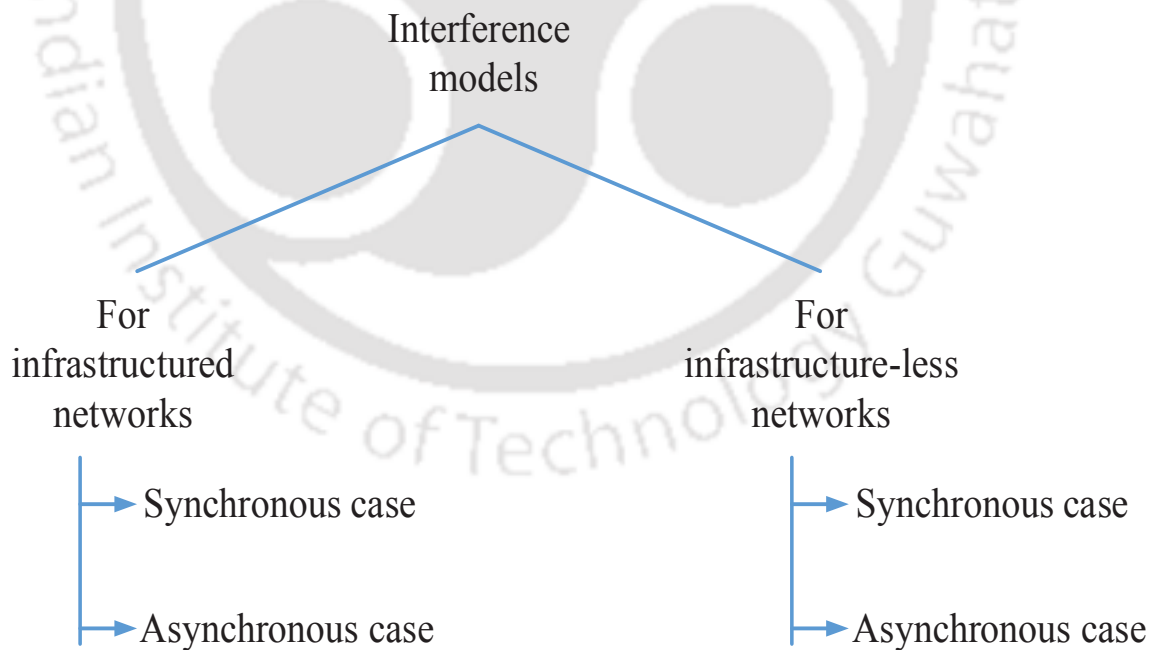 Interference
models
For
infrastructured
networks
For
infrastructure-less
networks
Synchronous case
Asynchronous case
Synchronous case
Asynchronous case
Indian Institute of Technology Guwahati